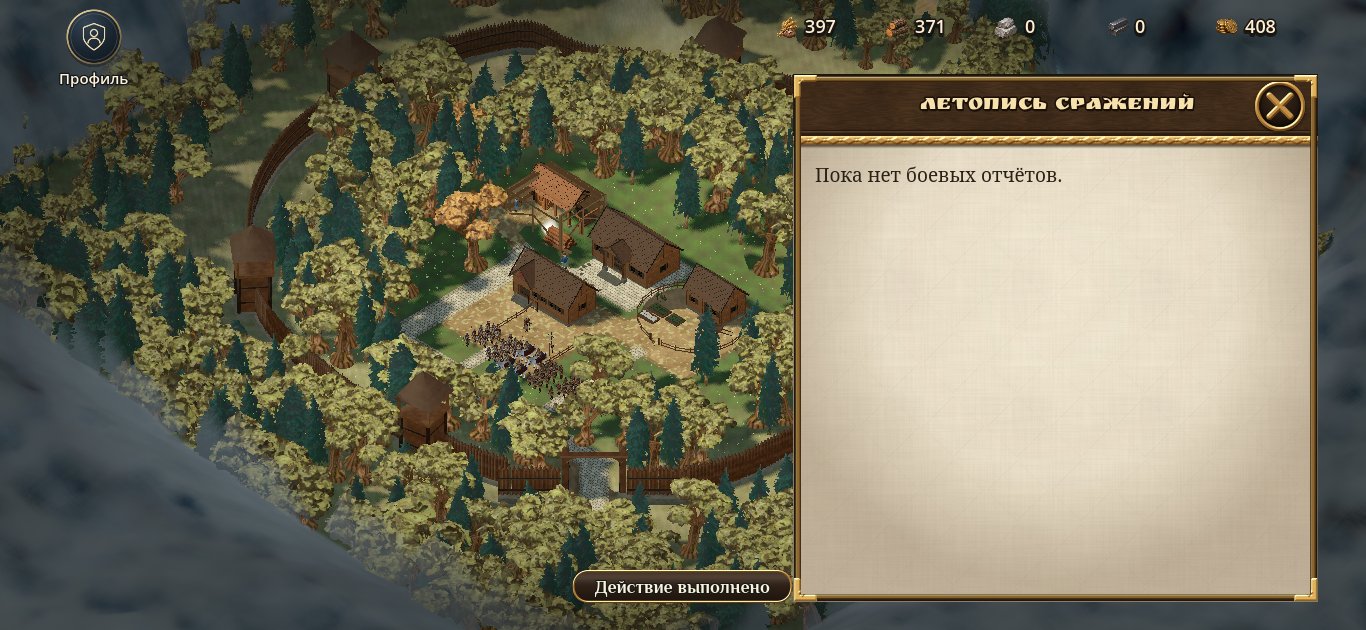 397
371
0
0
408
Профиль
ЛЕТОПИСЬ СРАЖЕНИЙ
Пока нет боевых отчётов.
Действие выполнено